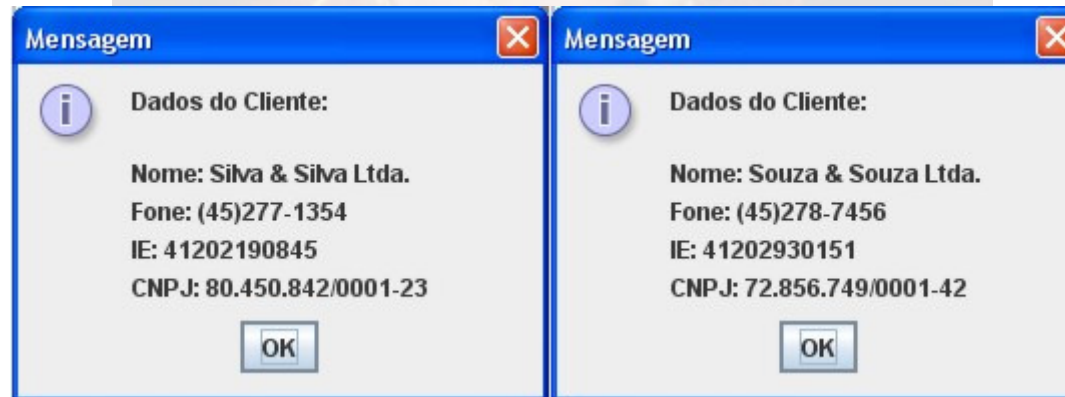 Mensagem
Dados do Cliente:
Nome: Silva & Silva Ltda.
Fone: (45)277-1354
IE: 41202190845
CNPJ: 80.450.842/0001-23
OK
Mensagem
Dados do Cliente:
Nome: Souza & Souza Ltda.
Fone: (45)278-7456
IE: 41202930151
CNPJ: 72.856.749/0001-42
OK